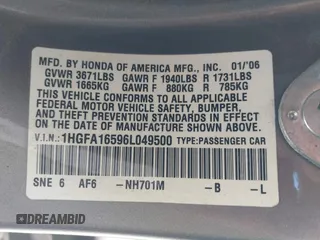 MFD. BY HONDA OF AMERICA MFG., INC. 01/'06
GVWR 3671LBS GAWR F 1940LBS R 1731LBS
GVWR 1665KG GAWR F 880KG R 785KG
THIS VEHICLE CONFORMS TO ALL APPLICABLE
FEDERAL MOTOR VEHICLE SAFETY, BUMPER,
AND THEFT PREVENTION STANDARDS IN EFFECT ON
THE DATE OF MANUFACTURE SHOWN ABOVE.
V.I.N.: 1HGFA16596L049500 TYPE: PASSENGER CAR
SNE 6 AF6 -NH701M -B -L
DREAMBID
dreambid.com